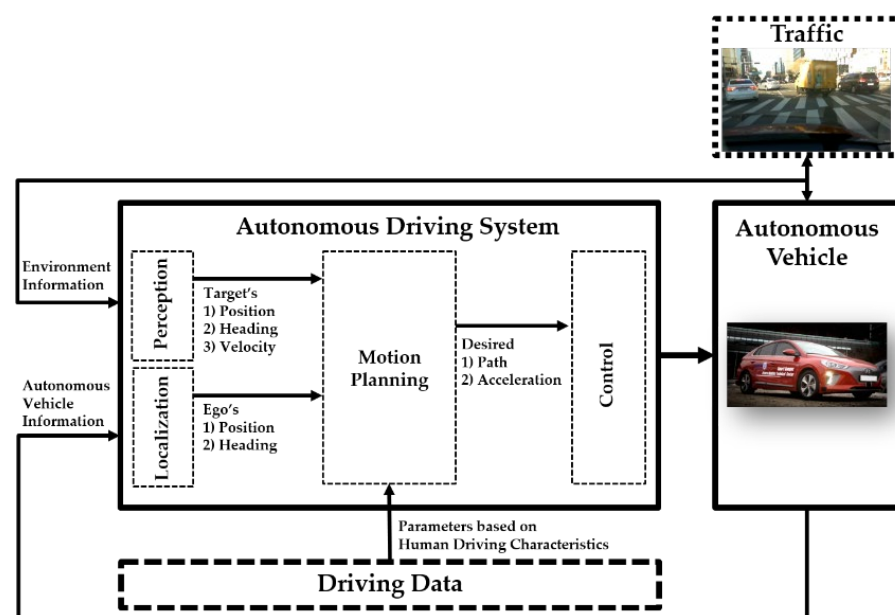 Traffic
Autonomous Driving System
Autonomous
Vehicle
Environment
Information
Perception
Target's
1) Position
2) Heading
3) Velocity
Motion
Planning
Desired
1) Path
2) Acceleration
Control
Autonomous
Vehicle
Information
Localization
Ego's
1) Position
2) Heading
Parameters based on
Human Driving Characteristics
Driving Data